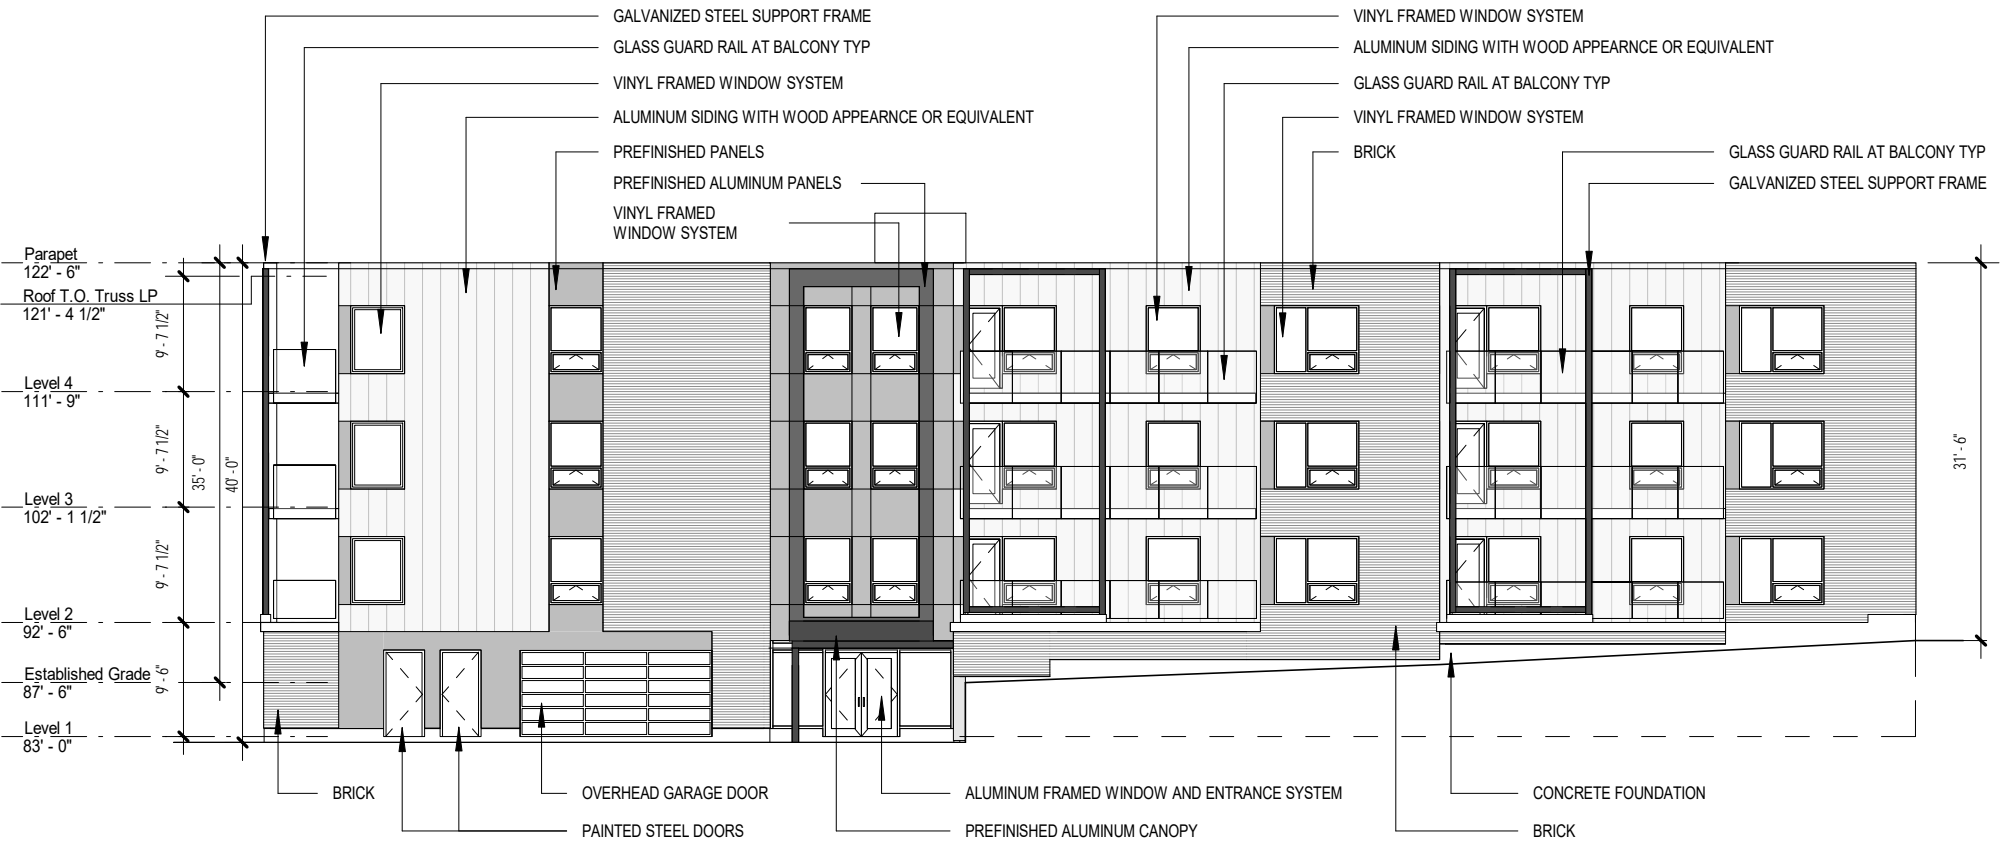 GALVANIZED STEEL SUPPORT FRAME
GLASS GUARD RAIL AT BALCONY TYP
VINYL FRAMED WINDOW SYSTEM
ALUMINUM SIDING WITH WOOD APPEARNCE OR EQUIVALENT
PREFINISHED PANELS
PREFINISHED ALUMINUM PANELS
VINYL FRAMED
WINDOW SYSTEM
VINYL FRAMED WINDOW SYSTEM
ALUMINUM SIDING WITH WOOD APPEARNCE OR EQUIVALENT
GLASS GUARD RAIL AT BALCONY TYP
VINYL FRAMED WINDOW SYSTEM
BRICK
GLASS GUARD RAIL AT BALCONY TYP
GALVANIZED STEEL SUPPORT FRAME
Parapet
122' - 6"
Roof T.O. Truss LP
121' - 4 1/2"
Level 4
111' - 9"
Level 3
102' - 1 1/2"
Level 2
92' - 6"
Established Grade
87' - 6"
Level 1
83' - 0"
9' - 7 1/2"
9' - 7 1/2"
9' - 7 1/2"
9' - 6"
35' - 0"
40' - 0"
31' - 6"
BRICK
OVERHEAD GARAGE DOOR
PAINTED STEEL DOORS
ALUMINUM FRAMED WINDOW AND ENTRANCE SYSTEM
PREFINISHED ALUMINUM CANOPY
CONCRETE FOUNDATION
BRICK